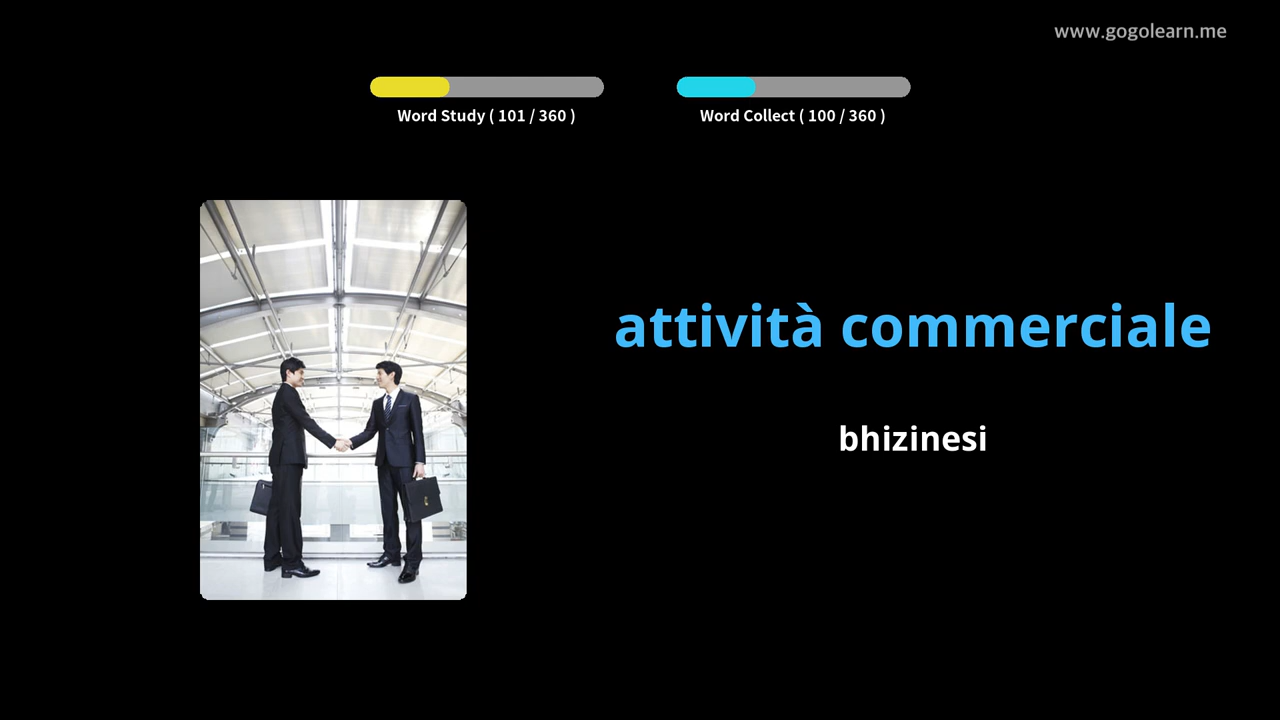 www.gogolearn.me
Word Study ( 101 / 360 )
Word Collect ( 100 / 360 )
attività commerciale
bhizinesi